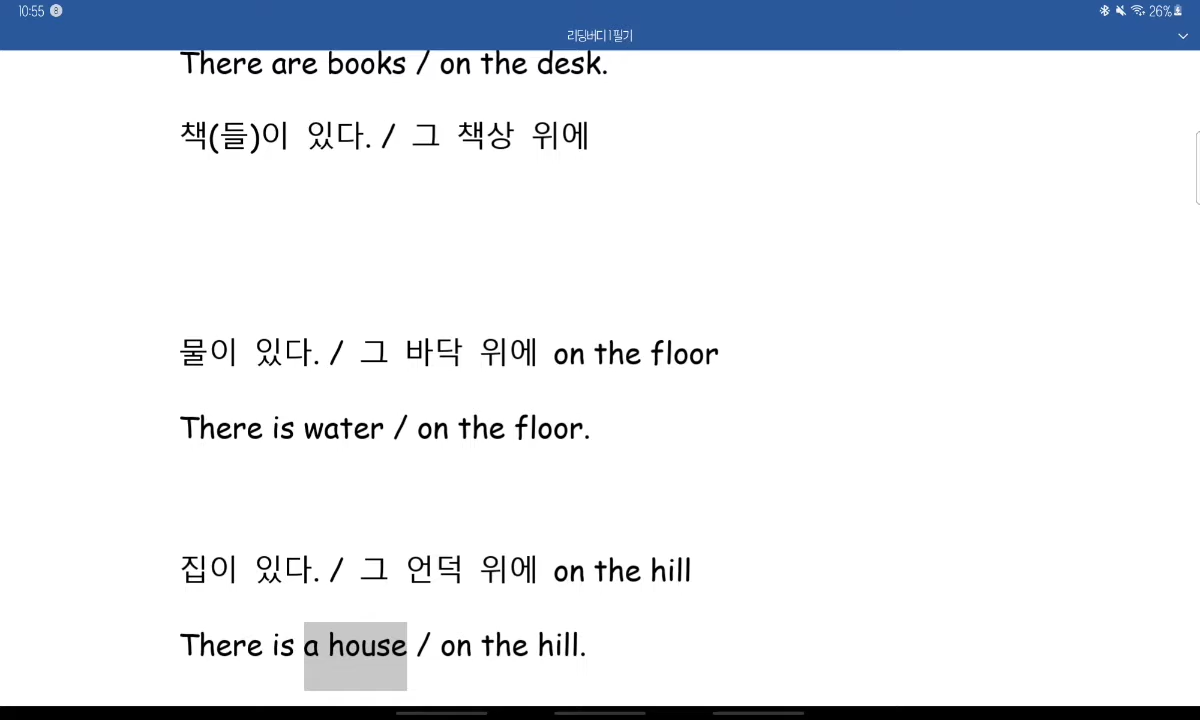 10:55
26%
리딩버디1 필기
There are books / on the desk.
책(들)이 있다. / 그 책상 위에
물이 있다. / 그 바닥 위에 on the floor
There is water / on the floor.
집이 있다. / 그 언덕 위에 on the hill
There is a house / on the hill.